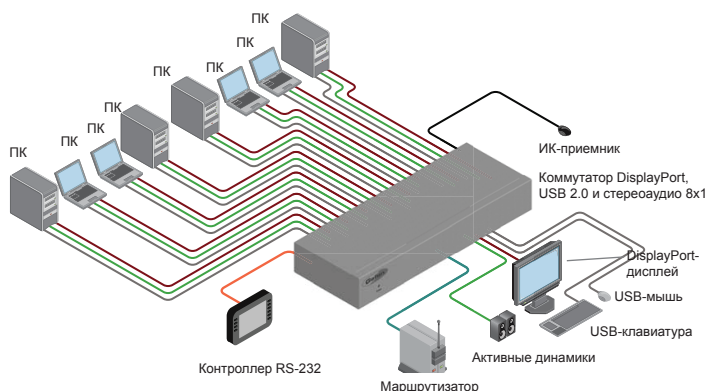 ПК
ПК
ПК
ПК
ПК
ПК
ПК
ПК
ИК-приемник
Коммутатор DisplayPort,
USB 2.0 и стереоаудио 8x1
DisplayPort-
дисплей
USB-мышь
USB-клавиатура
Активные динамики
Контроллер RS-232
Маршрутизатор